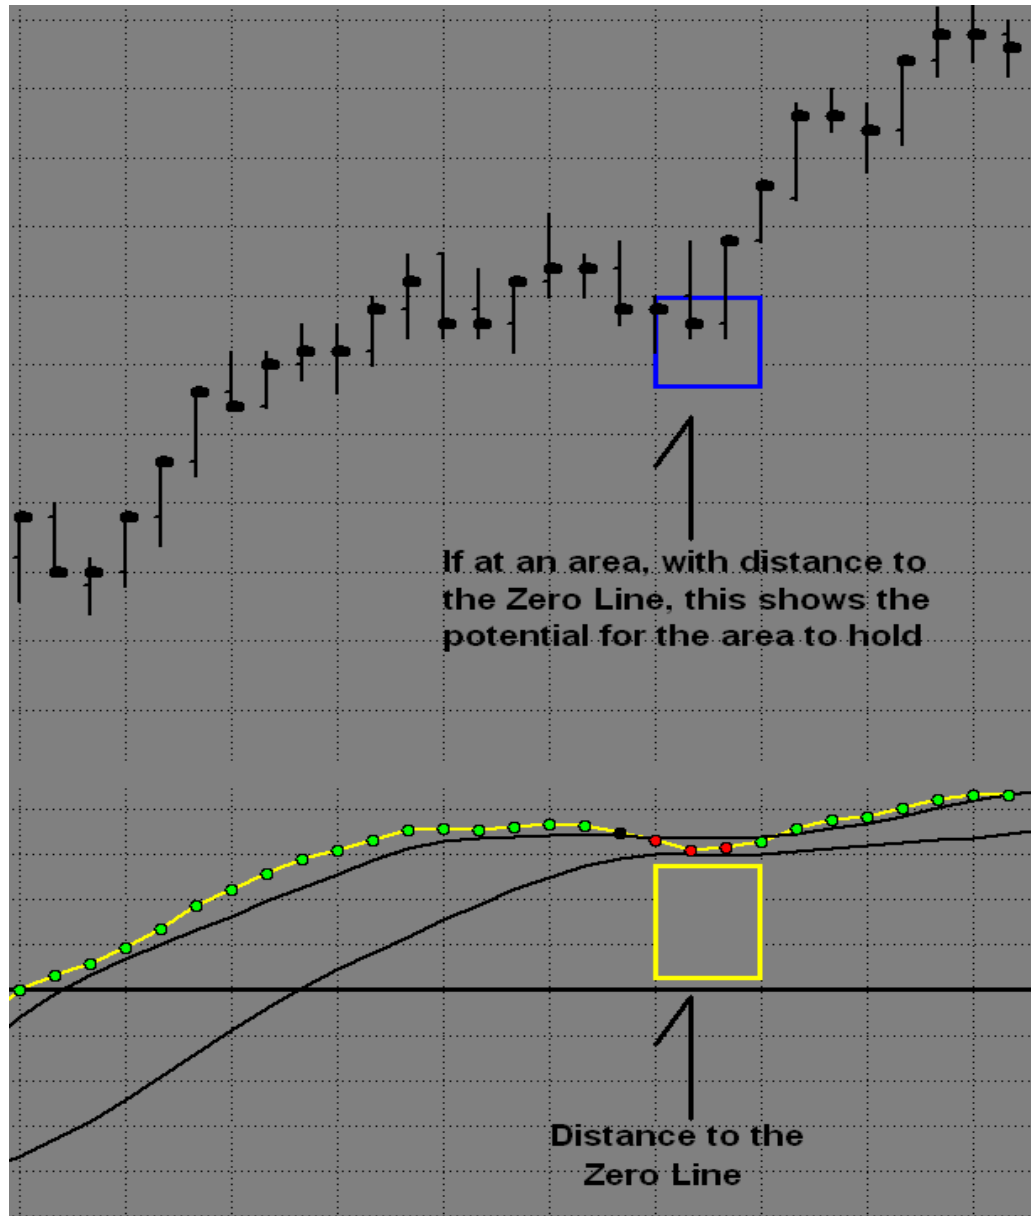 If at an area, with distance to
the Zero Line, this shows the
potential for the area to hold
Distance to the
Zero Line